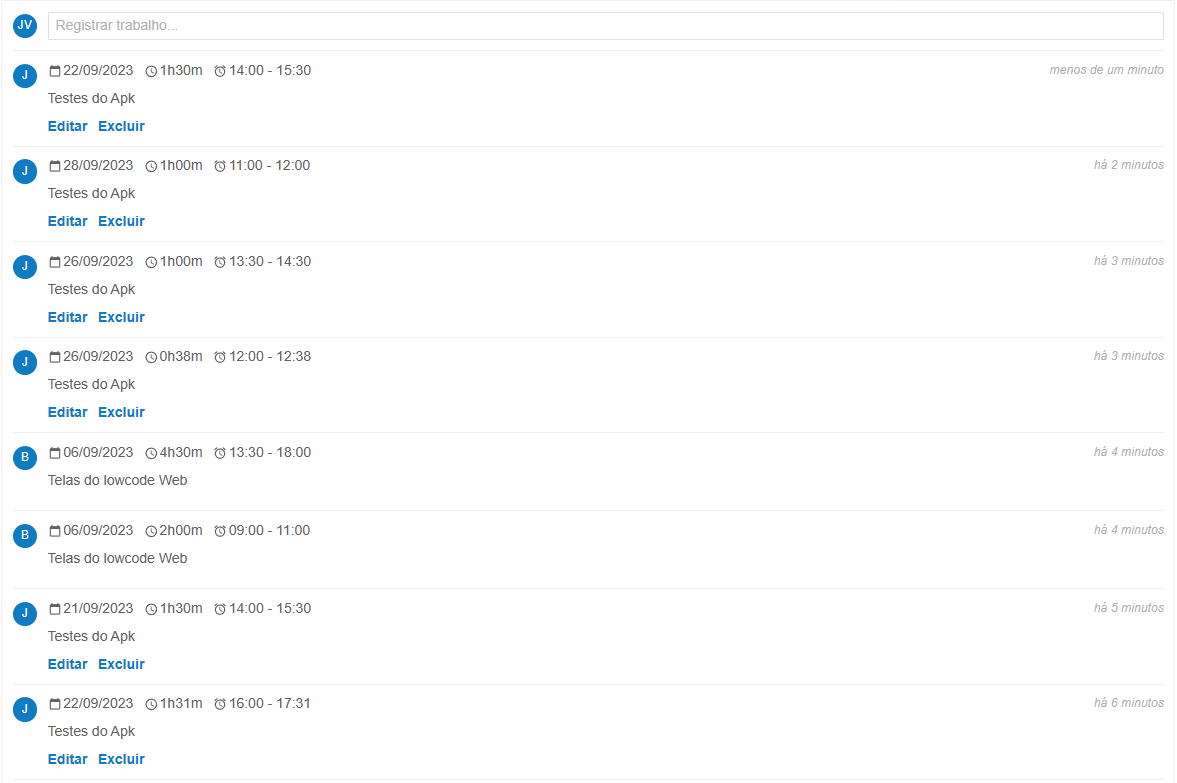 JV Registrar trabalho...
J 22/09/2023 1h30m 14:00 - 15:30 menos de um minuto
Testes do Apk
Editar Excluir
J 28/09/2023 1h00m 11:00 - 12:00 há 2 minutos
Testes do Apk
Editar Excluir
J 26/09/2023 1h00m 13:30 - 14:30 há 3 minutos
Testes do Apk
Editar Excluir
J 26/09/2023 0h38m 12:00 - 12:38 há 3 minutos
Testes do Apk
Editar Excluir
B 06/09/2023 4h30m 13:30 - 18:00 há 4 minutos
Telas do lowcode Web
B 06/09/2023 2h00m 09:00 - 11:00 há 4 minutos
Telas do lowcode Web
J 21/09/2023 1h30m 14:00 - 15:30 há 5 minutos
Testes do Apk
Editar Excluir
J 22/09/2023 1h31m 16:00 - 17:31 há 6 minutos
Testes do Apk
Editar Excluir